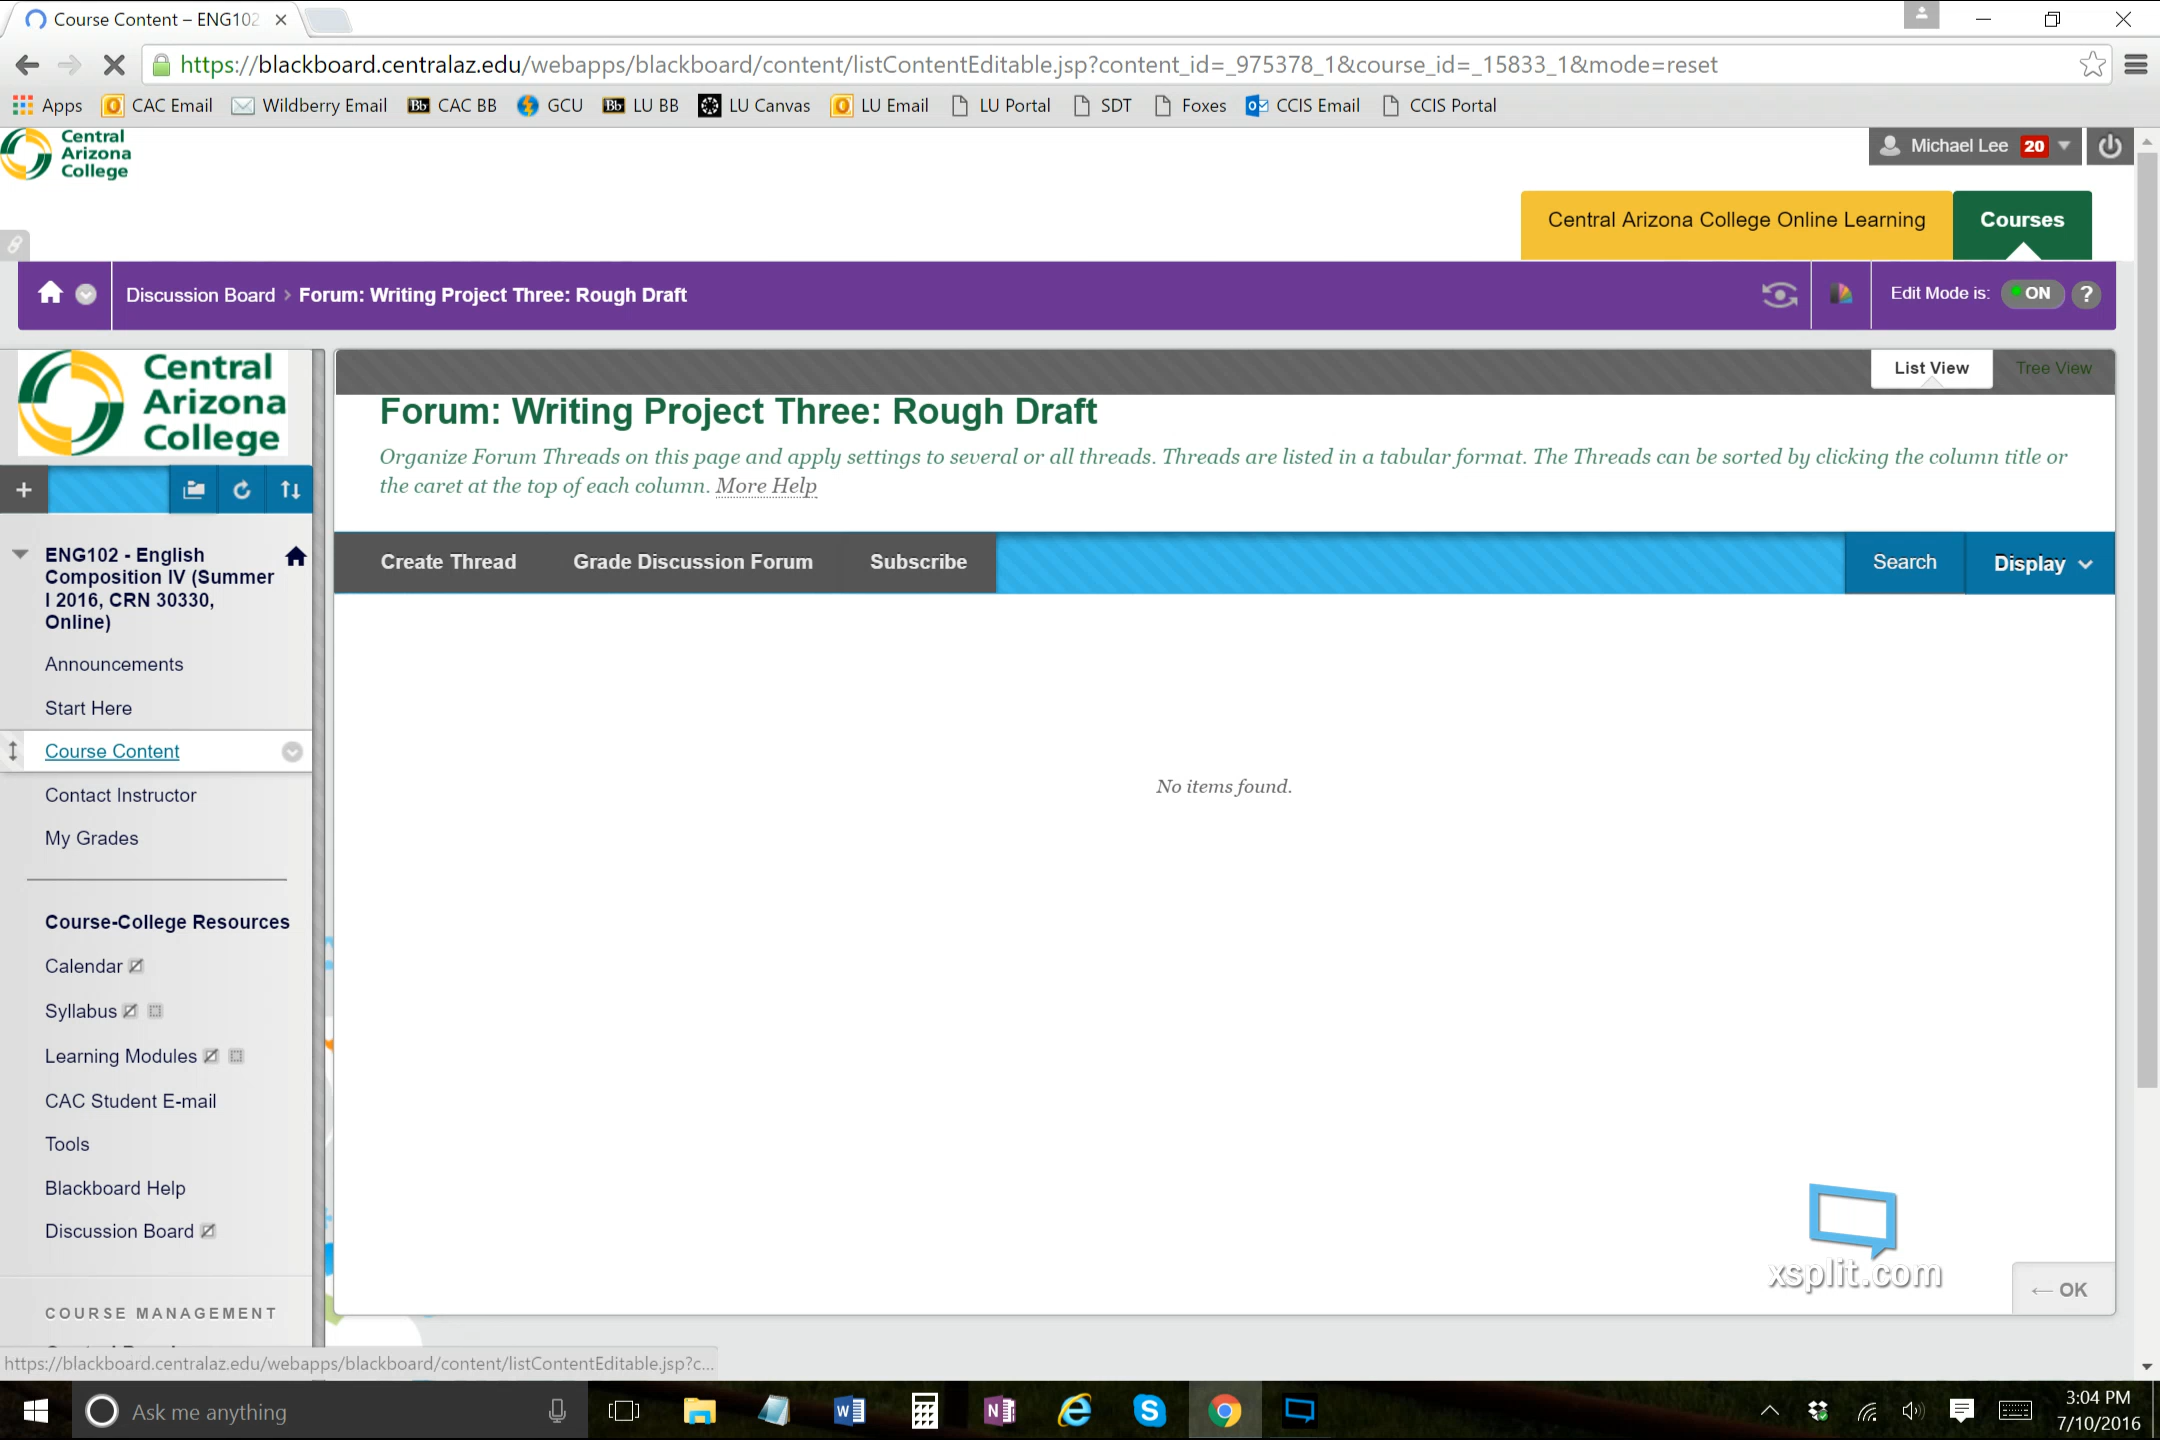 Course Content – ENG102
https://blackboard.centralaz.edu/webapps/blackboard/content/listContentEditable.jsp?content_id=_975378_1&course_id=_15833_1&mode=reset
Apps CAC Email Wildberry Email Bb CAC BB GCU Bb LU BB LU Canvas LU Email LU Portal SDT Foxes CCIS Email CCIS Portal
Central
Arizona
College
Michael Lee 20
Central Arizona College Online Learning Courses
Discussion Board > Forum: Writing Project Three: Rough Draft Edit Mode is: ON ?
Central
Arizona
College
List View Tree View
Forum: Writing Project Three: Rough Draft
Organize Forum Threads on this page and apply settings to several or all threads. Threads are listed in a tabular format. The Threads can be sorted by clicking the column title or
the caret at the top of each column. More Help
Create Thread Grade Discussion Forum Subscribe Search Display
No items found.
ENG102 - English
Composition IV (Summer
I 2016, CRN 30330,
Online)
Announcements
Start Here
Course Content
Contact Instructor
My Grades
Course-College Resources
Calendar
Syllabus
Learning Modules
CAC Student E-mail
Tools
Blackboard Help
Discussion Board
COURSE MANAGEMENT
xsplit.com
← OK
https://blackboard.centralaz.edu/webapps/blackboard/content/listContentEditable.jsp?c...
Ask me anything
3:04 PM
7/10/2016